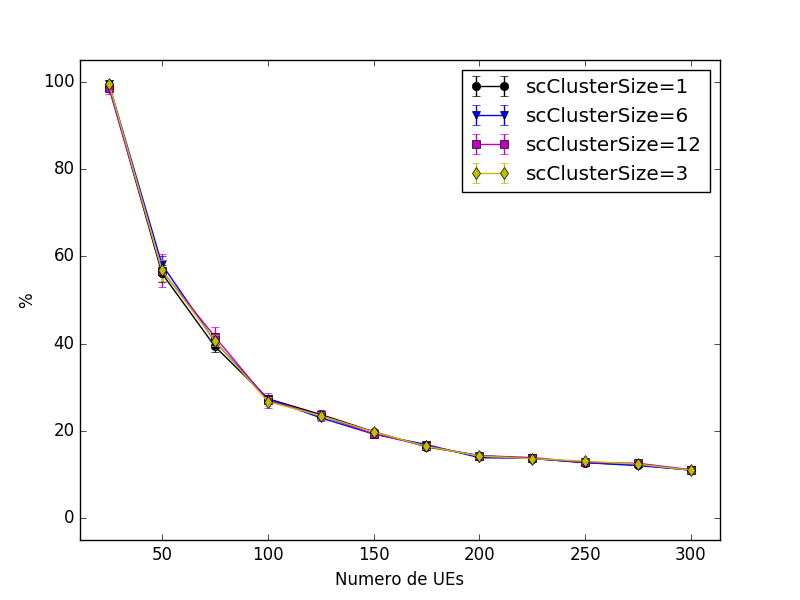 100
80
60
40
20
0
%
scClusterSize=1
scClusterSize=6
scClusterSize=12
scClusterSize=3
50 100 150 200 250 300
Numero de UEs